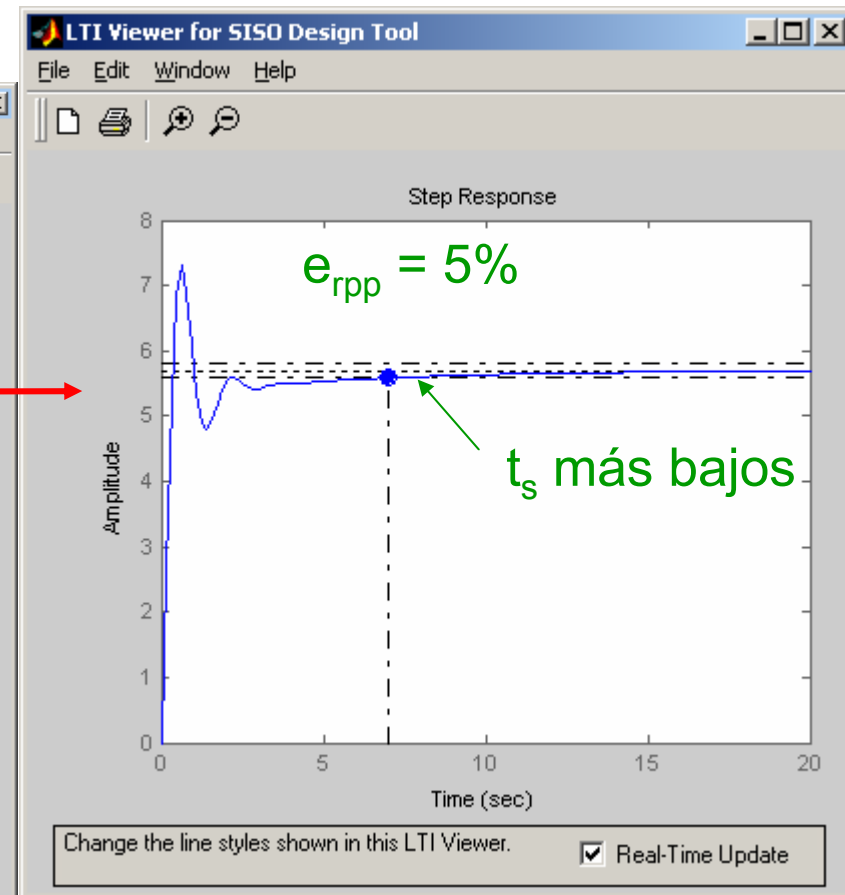 LTI Viewer for SISO Design Tool
File Edit Window Help
Step Response
8
7
6
5
4
3
2
1
0
Amplitude
e_rpp = 5%
t_s más bajos
0 5 10 15 20
Time (sec)
Change the line styles shown in this LTI Viewer.
Real-Time Update